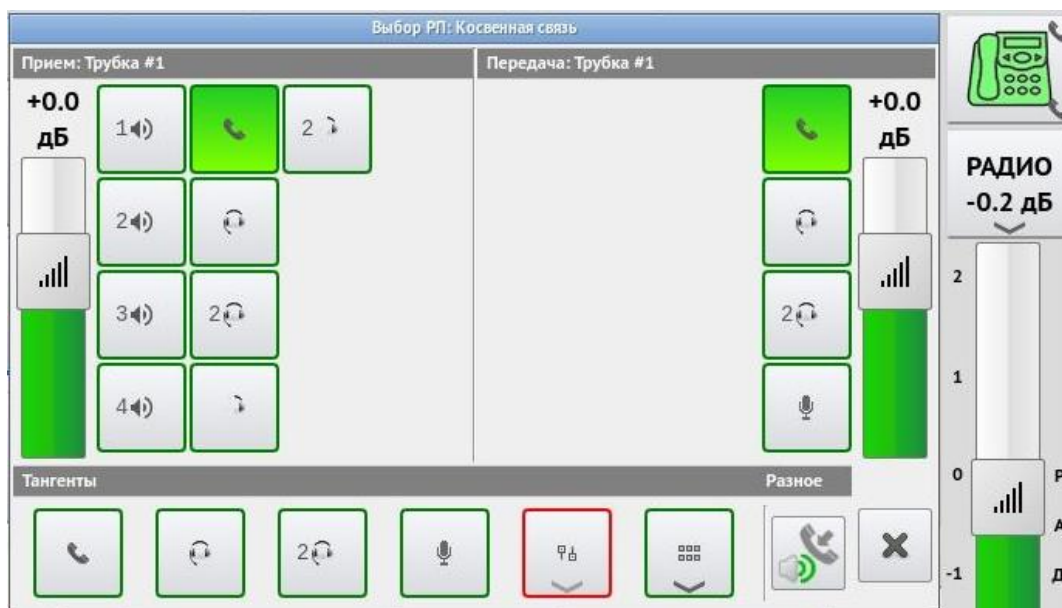 Выбор РП: Косвенная связь
Прием: Трубка #1
Передача: Трубка #1
+0.0
дБ
1
2
2
3
2
4
2
+0.0
дБ
РАДИО
-0.2 дБ
2
1
0
-1
Р
А
Д
Тангенты
Разное
2